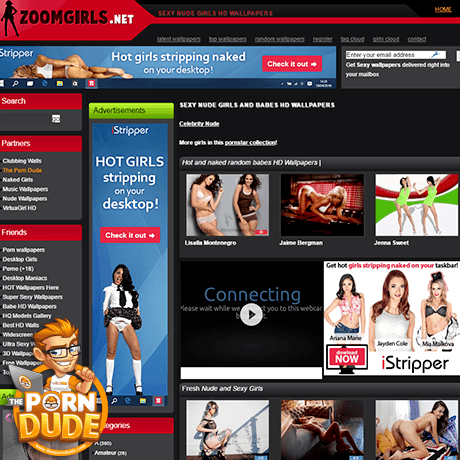 ZOOMGIRLS.NET
SEXY NUDE GIRLS HD WALLPAPERS
HOME
latest wallpapers top wallpapers random wallpapers register tag cloud girls cloud contact
iStripper
Hot girls stripping naked
on your desktop!
Check it out
Enter your email address
Get Sexy wallpapers delivered right into
your mailbox
Search
go
Partners
Clubbing Walls
The Porn Dude
Naked Girls
Music Wallpapers
Nude Wallpapers
VirtuaGirl HD
Friends
Porn wallpapers
Desktop Girls
Porno (+18)
Desktop Maniacs
HOT Wallpapers Here
Super Sexy Wallpapers
Babe HD Wallpapers
HQ Models Gallery
Best HD Walls
Widescreen
Ultra Sexy Wa
3D Wallpap
Free Wallpap
Top
Categories
Amateur
Advertisements
iStripper
HOT GIRLS
stripping
on your
desktop!
Check it out
SEXY NUDE GIRLS AND BABES HD WALLPAPERS
Celebrity Nude
More girls in this pornstar collection!
Hot and naked random babes HD Wallpapers |
Lisalla Montenegro
Jaime Bergman
Jenna Sweet
Connecting
Please wait while we connect you to this webcam
Get hot girls stripping naked on your taskbar!
Ariana Marie
Jayden Cole
Mia Malkova
download
NOW
iStripper
Fresh Nude and Sexy Girls
THE
PORN
DUDE